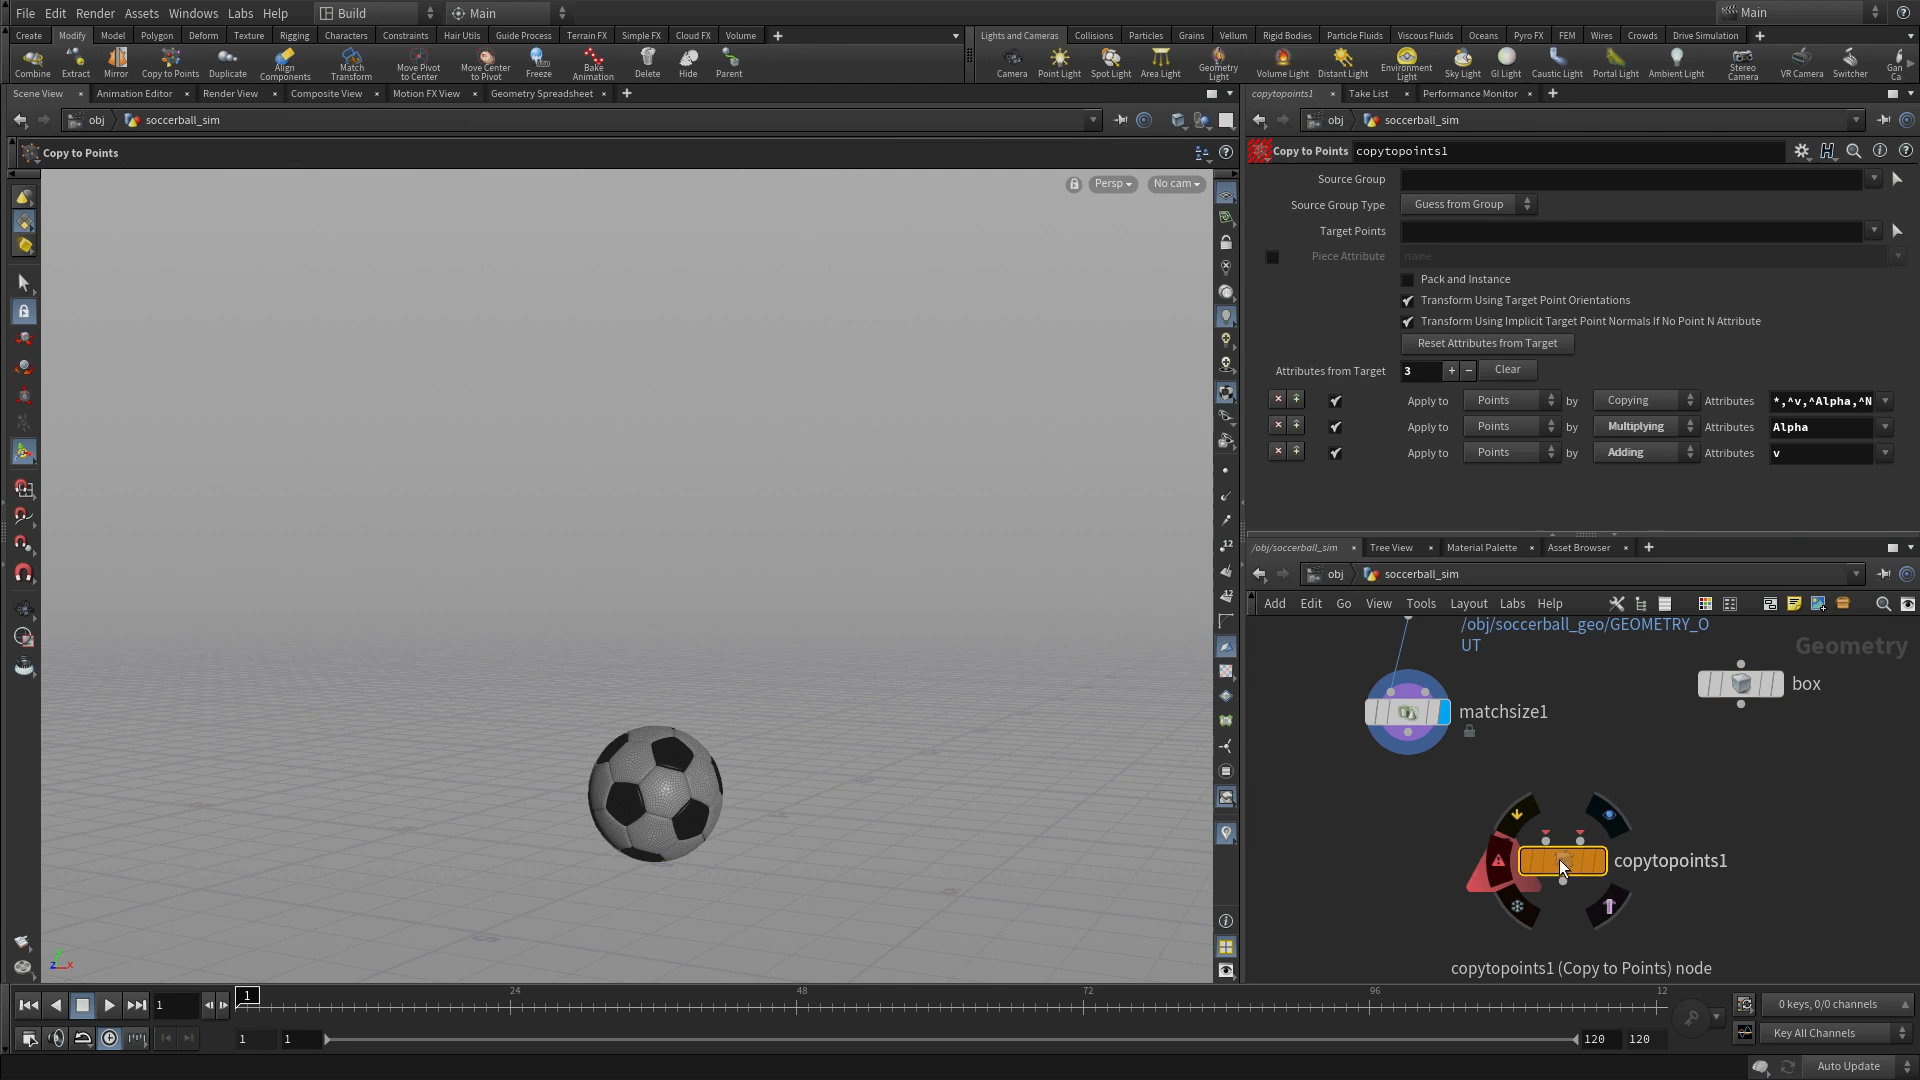 File Edit Render Assets Windows Labs Help Build Main Main
Create Modify Model Polygon Deform Texture Rigging Characters Constraints Hair Utils Guide Process Terrain FX Simple FX Cloud FX Volume
Lights and Cameras Collisions Particles Grains Vellum Rigid Bodies Particle Fluids Viscous Fluids Oceans Pyro FX FEM Wires Crowds Drive Simulation
Combine Extract Mirror Copy to Points Duplicate Align Components Match Transform Move Pivot to Center Move Center to Pivot Freeze Bake Animation Delete Hide Parent
Camera Point Light Spot Light Area Light Geometry Light Volume Light Distant Light Environment Light Sky Light GI Light Caustic Light Portal Light Ambient Light Stereo Camera VR Camera Switcher Gan Ca
Scene View Animation Editor Render View Composite View Motion FX View Geometry Spreadsheet
copytopoints1 Take List Performance Monitor
obj soccerball_sim
obj soccerball_sim
Copy to Points
Copy to Points copytopoints1
Persp No cam
Source Group
Source Group Type Guess from Group
Target Points
Piece Attribute name
Pack and Instance
Transform Using Target Point Orientations
Transform Using Implicit Target Point Normals If No Point N Attribute
Reset Attributes from Target
Attributes from Target 3 + − Clear
Apply to Points by Copying Attributes *,^v,^Alpha,^N
Apply to Points by Multiplying Attributes Alpha
Apply to Points by Adding Attributes v
/obj/soccerball_sim Tree View Material Palette Asset Browser
obj soccerball_sim
Add Edit Go View Tools Layout Labs Help
/obj/soccerball_geo/GEOMETRY_O
UT
Geometry
box
matchsize1
copytopoints1
copytopoints1 (Copy to Points) node
12
12
y
z x
1 1 24 48 72 96 12
0 keys, 0/0 channels
1 1 120 120
Key All Channels
Auto Update